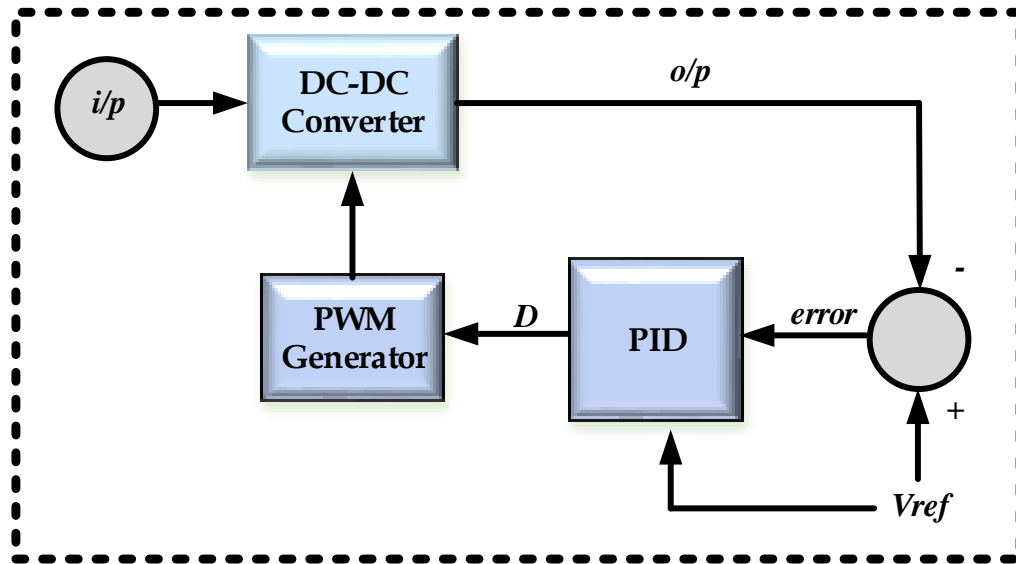 i/p
DC-DC
Converter
o/p
-
PWM
Generator
D
PID
error
+
Vref